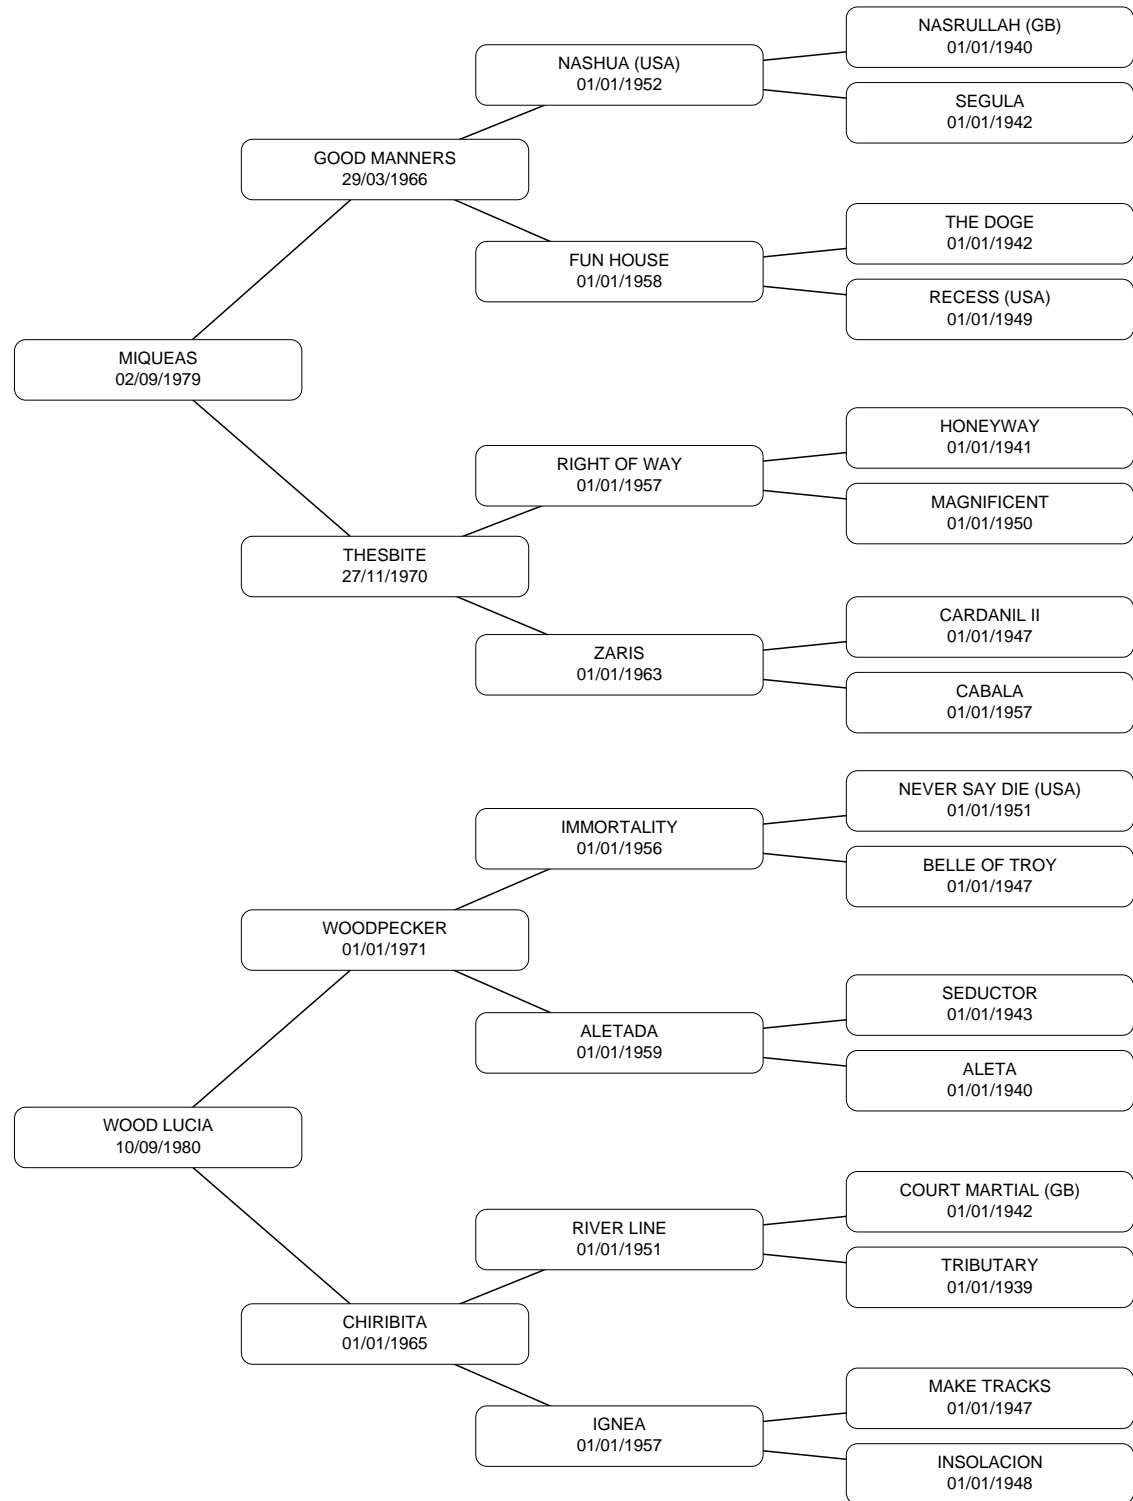 NASRULLAH (GB)
01/01/1940
NASHUA (USA)
01/01/1952
SEGULA
01/01/1942
GOOD MANNERS
29/03/1966
THE DOGE
01/01/1942
FUN HOUSE
01/01/1958
RECESS (USA)
01/01/1949
MIQUEAS
02/09/1979
HONEYWAY
01/01/1941
RIGHT OF WAY
01/01/1957
MAGNIFICENT
01/01/1950
THESBITE
27/11/1970
CARDANIL II
01/01/1947
ZARIS
01/01/1963
CABALA
01/01/1957
NEVER SAY DIE (USA)
01/01/1951
IMMORTALITY
01/01/1956
BELLE OF TROY
01/01/1947
WOODPECKER
01/01/1971
SEDUCTOR
01/01/1943
ALETADA
01/01/1959
ALETA
01/01/1940
WOOD LUCIA
10/09/1980
COURT MARTIAL (GB)
01/01/1942
RIVER LINE
01/01/1951
TRIBUTARY
01/01/1939
CHIRIBITA
01/01/1965
MAKE TRACKS
01/01/1947
IGNEA
01/01/1957
INSOLACION
01/01/1948